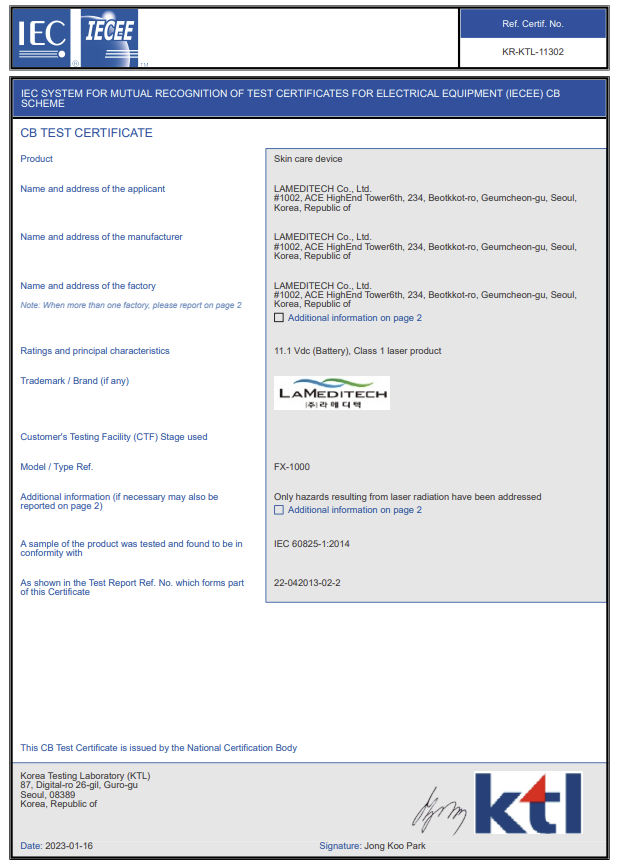 IEC
®
IECEE
TM
Ref. Certif. No.
KR-KTL-11302
IEC SYSTEM FOR MUTUAL RECOGNITION OF TEST CERTIFICATES FOR ELECTRICAL EQUIPMENT (IECEE) CB
SCHEME
CB TEST CERTIFICATE
Product
Skin care device
Name and address of the applicant
LAMEDITECH Co., Ltd.
#1002, ACE HighEnd Tower6th, 234, Beotkkot-ro, Geumcheon-gu, Seoul,
Korea, Republic of
Name and address of the manufacturer
LAMEDITECH Co., Ltd.
#1002, ACE HighEnd Tower6th, 234, Beotkkot-ro, Geumcheon-gu, Seoul,
Korea, Republic of
Name and address of the factory
Note: When more than one factory, please report on page 2
LAMEDITECH Co., Ltd.
#1002, ACE HighEnd Tower6th, 234, Beotkkot-ro, Geumcheon-gu, Seoul,
Korea, Republic of
Additional information on page 2
Ratings and principal characteristics
11.1 Vdc (Battery), Class 1 laser product
Trademark / Brand (if any)
LAMEDITECH
(주)라메디텍
Customer's Testing Facility (CTF) Stage used
Model / Type Ref.
FX-1000
Additional information (if necessary may also be
reported on page 2)
Only hazards resulting from laser radiation have been addressed
Additional information on page 2
A sample of the product was tested and found to be in
conformity with
IEC 60825-1:2014
As shown in the Test Report Ref. No. which forms part
of this Certificate
22-042013-02-2
This CB Test Certificate is issued by the National Certification Body
Korea Testing Laboratory (KTL)
87, Digital-ro 26-gil, Guro-gu
Seoul, 08389
Korea, Republic of
ktl
Date: 2023-01-16
Signature: Jong Koo Park